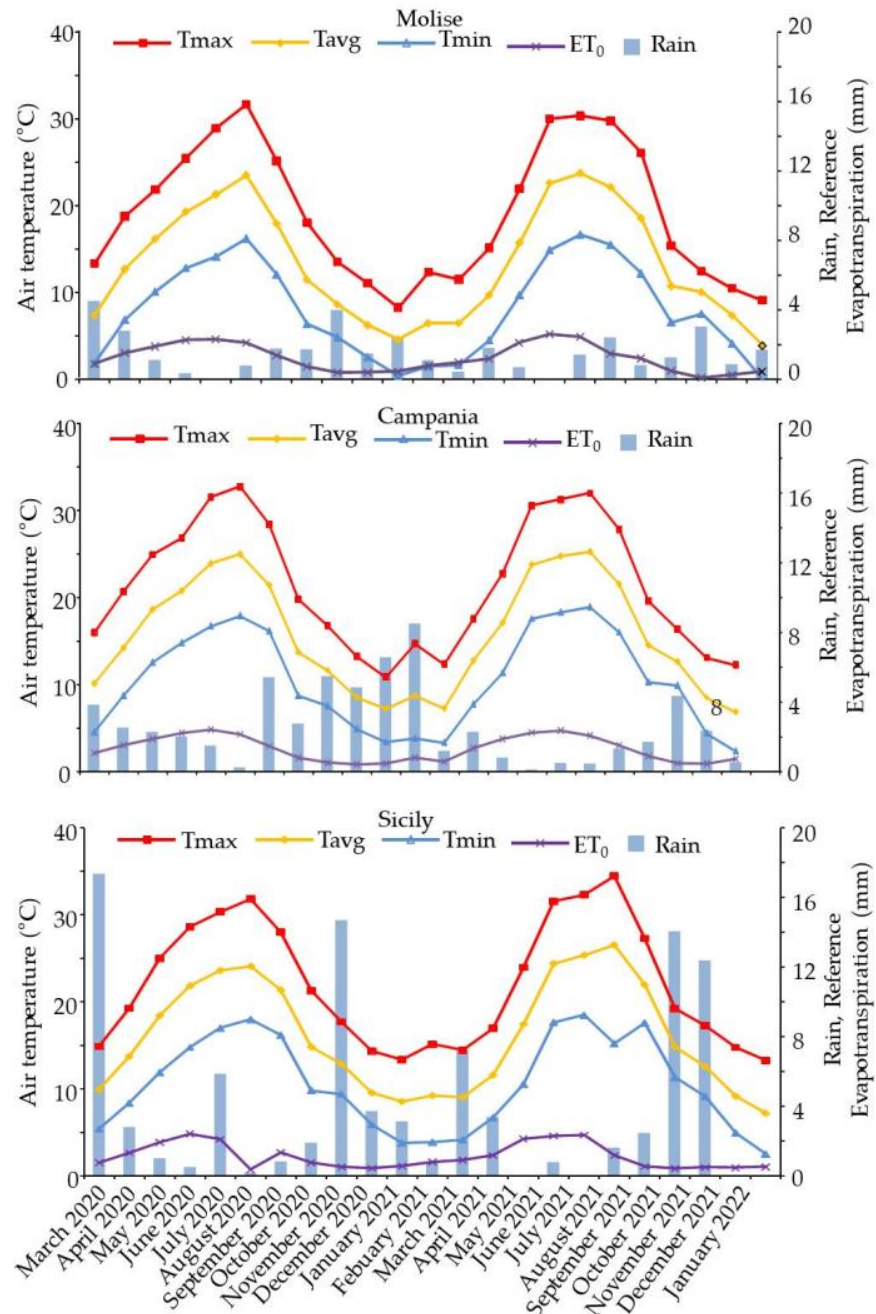 Molise
Tmax Tavg Tmin ET₀ Rain
Air temperature (°C)
40
30
20
10
0
20
16
12
8
4
0
Rain, Reference
Evapotranspiration (mm)
Campania
Tmax Tavg Tmin ET₀ Rain
Air temperature (°C)
40
30
20
10
0
20
16
12
8
4
0
Rain, Reference
Evapotranspiration (mm)
Sicily
Tmax Tavg Tmin ET₀ Rain
Air temperature (°C)
40
30
20
10
0
20
16
12
8
4
0
Rain, Reference
Evapotranspiration (mm)
March 2020
April 2020
May 2020
June 2020
July 2020
August 2020
September 2020
October 2020
November 2020
December 2020
January 2021
Febuary 2021
March 2021
April 2021
May 2021
June 2021
July 2021
August 2021
September 2021
October 2021
November 2021
December 2021
January 2022